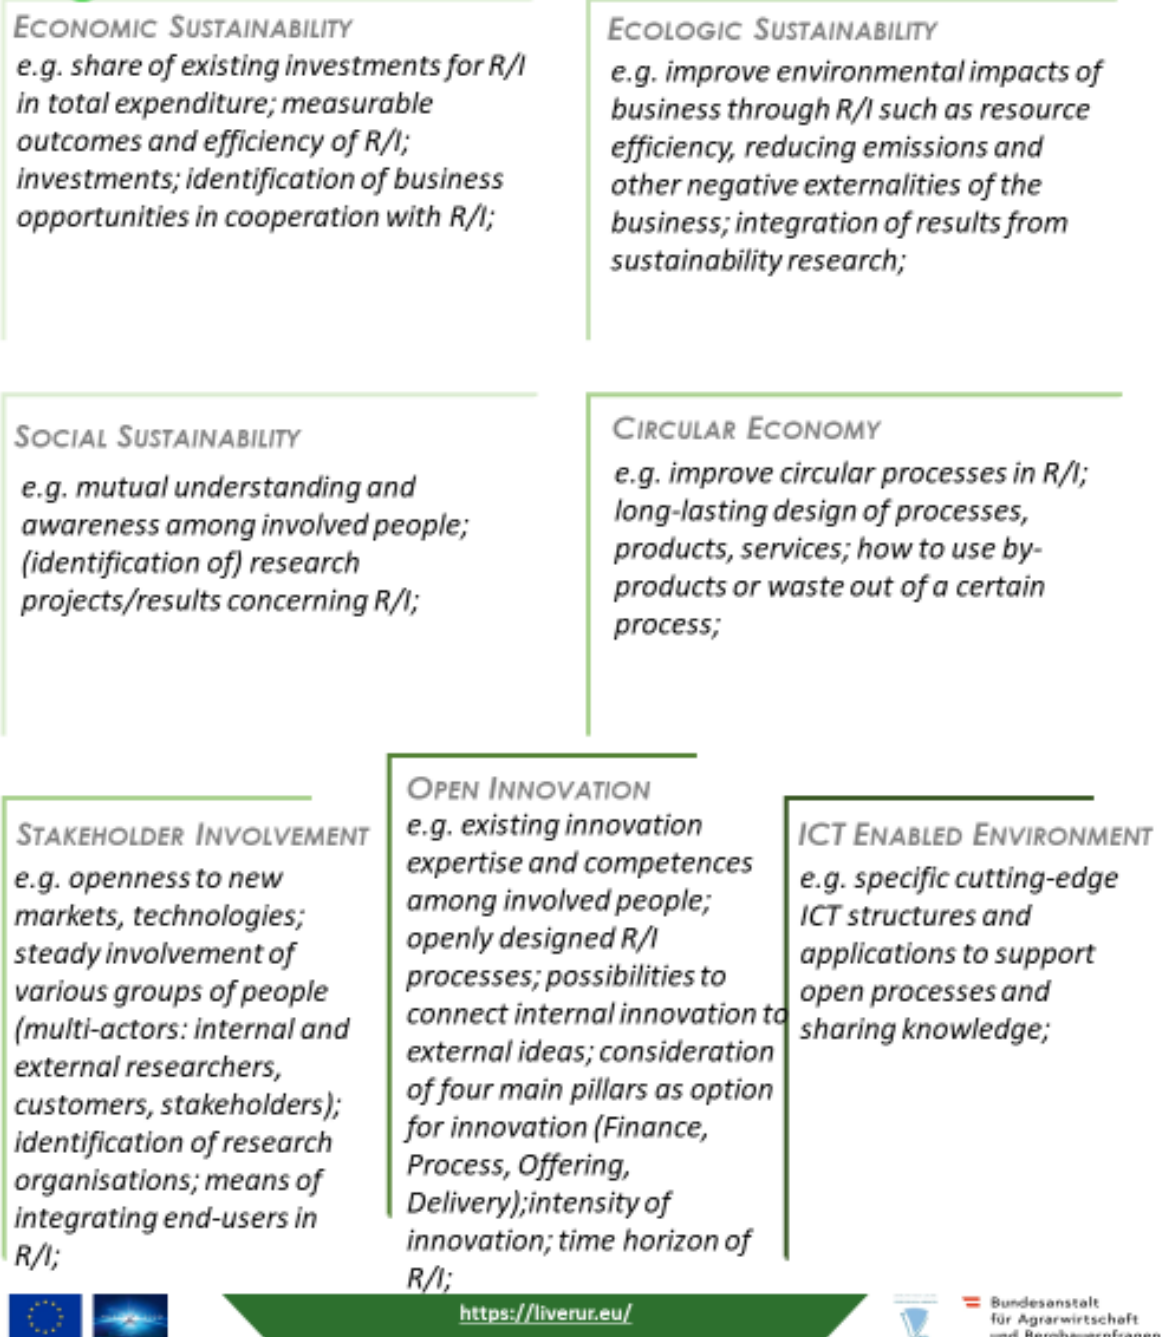 ECONOMIC SUSTAINABILITY
e.g. share of existing investments for R/I
in total expenditure; measurable
outcomes and efficiency of R/I;
investments; identification of business
opportunities in cooperation with R/I;
ECOLOGIC SUSTAINABILITY
e.g. improve environmental impacts of
business through R/I such as resource
efficiency, reducing emissions and
other negative externalities of the
business; integration of results from
sustainability research;
SOCIAL SUSTAINABILITY
e.g. mutual understanding and
awareness among involved people;
(identification of) research
projects/results concerning R/I;
CIRCULAR ECONOMY
e.g. improve circular processes in R/I;
long-lasting design of processes,
products, services; how to use by-
products or waste out of a certain
process;
STAKEHOLDER INVOLVEMENT
e.g. openness to new
markets, technologies;
steady involvement of
various groups of people
(multi-actors: internal and
external researchers,
customers, stakeholders);
identification of research
organisations; means of
integrating end-users in
R/I;
OPEN INNOVATION
e.g. existing innovation
expertise and competences
among involved people;
openly designed R/I
processes; possibilities to
connect internal innovation to
external ideas; consideration
of four main pillars as option
for innovation (Finance,
Process, Offering,
Delivery);intensity of
innovation; time horizon of
R/I;
ICT ENABLED ENVIRONMENT
e.g. specific cutting-edge
ICT structures and
applications to support
open processes and
sharing knowledge;
https://liverur.eu/
Bundesanstalt
für Agrarwirtschaft
und Bergbauernfragen